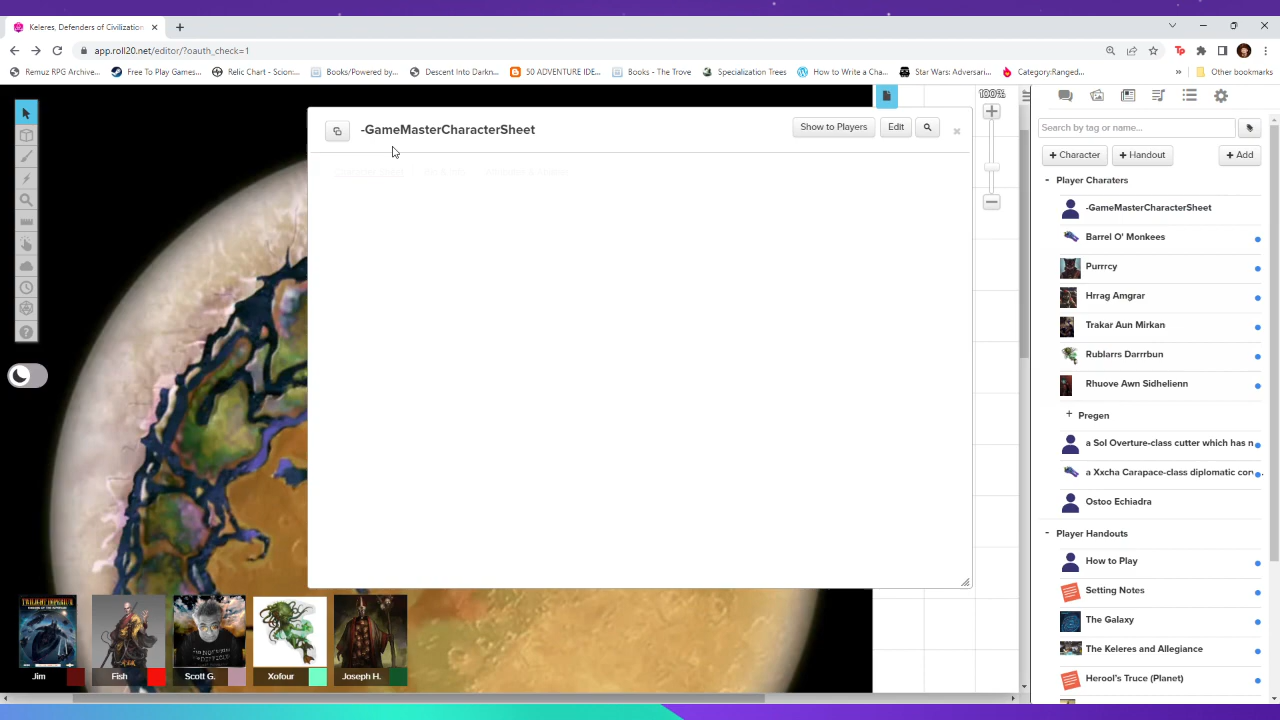 Keleres, Defenders of Civilization
app.roll20.net/editor/?oauth_check=1
Remuz RPG Archive...
Free To Play Games...
Relic Chart - Scion:...
Books/Powered by...
Descent Into Darkn...
50 ADVENTURE IDE...
Books - The Trove
Specialization Trees
How to Write a Cha...
Star Wars: Adversari...
Category:Ranged...
»
Other bookmarks
-GameMasterCharacterSheet
Show to Players
Edit
Character Sheet
100%
Search by tag or name...
+ Character
+ Handout
+ Add
Player Charaters
-GameMasterCharacterSheet
Barrel O' Monkees
Purrrcy
Hrrag Amgrar
Trakar Aun Mirkan
Rublarrs Darrrbun
Rhuove Awn Sidhelienn
+ Pregen
a Sol Overture-class cutter which has n
a Xxcha Carapace-class diplomatic cor
Ostoo Echiadra
Player Handouts
How to Play
Setting Notes
The Galaxy
The Keleres and Allegiance
Herool's Truce (Planet)
TWILIGHT IMPERIUM
Jim
Fish
Scott G.
Xofour
Joseph H.